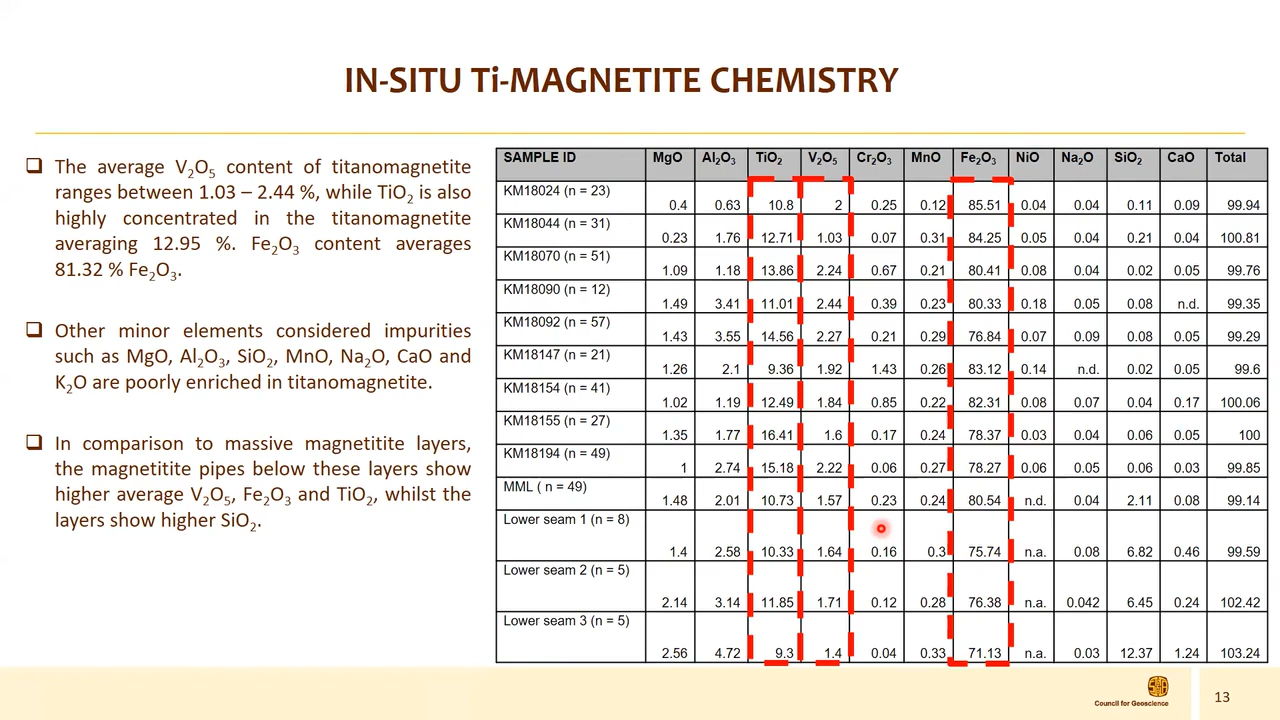 IN-SITU Ti-MAGNETITE CHEMISTRY
❑ The average V₂O₅ content of titanomagnetite
ranges between 1.03 – 2.44 %, while TiO₂ is also
highly concentrated in the titanomagnetite
averaging 12.95 %. Fe₂O₃ content averages
81.32 % Fe₂O₃.
❑ Other minor elements considered impurities
such as MgO, Al₂O₃, SiO₂, MnO, Na₂O, CaO and
K₂O are poorly enriched in titanomagnetite.
❑ In comparison to massive magnetitite layers,
the magnetitite pipes below these layers show
higher average V₂O₅, Fe₂O₃ and TiO₂, whilst the
layers show higher SiO₂.
SAMPLE ID MgO Al₂O₃ TiO₂ V₂O₅ Cr₂O₃ MnO Fe₂O₃ NiO Na₂O SiO₂ CaO Total
KM18024 (n = 23) 0.4 0.63 10.8 2 0.25 0.12 85.51 0.04 0.04 0.11 0.09 99.94
KM18044 (n = 31) 0.23 1.76 12.71 1.03 0.07 0.31 84.25 0.05 0.04 0.21 0.04 100.81
KM18070 (n = 51) 1.09 1.18 13.86 2.24 0.67 0.21 80.41 0.08 0.04 0.02 0.05 99.76
KM18090 (n = 12) 1.49 3.41 11.01 2.44 0.39 0.23 80.33 0.18 0.05 0.08 n.d. 99.35
KM18092 (n = 57) 1.43 3.55 14.56 2.27 0.21 0.29 76.84 0.07 0.09 0.08 0.05 99.29
KM18147 (n = 21) 1.26 2.1 9.36 1.92 1.43 0.26 83.12 0.14 n.d. 0.02 0.05 99.6
KM18154 (n = 41) 1.02 1.19 12.49 1.84 0.85 0.22 82.31 0.08 0.07 0.04 0.17 100.06
KM18155 (n = 27) 1.35 1.77 16.41 1.6 0.17 0.24 78.37 0.03 0.04 0.06 0.05 100
KM18194 (n = 49) 1 2.74 15.18 2.22 0.06 0.27 78.27 0.06 0.05 0.06 0.03 99.85
MML ( n = 49) 1.48 2.01 10.73 1.57 0.23 0.24 80.54 n.d. 0.04 2.11 0.08 99.14
Lower seam 1 (n = 8) 1.4 2.58 10.33 1.64 0.16 0.3 75.74 n.a. 0.08 6.82 0.46 99.59
Lower seam 2 (n = 5) 2.14 3.14 11.85 1.71 0.12 0.28 76.38 n.a. 0.042 6.45 0.24 102.42
Lower seam 3 (n = 5) 2.56 4.72 9.3 1.4 0.04 0.33 71.13 n.a. 0.03 12.37 1.24 103.24
Council for Geoscience
13